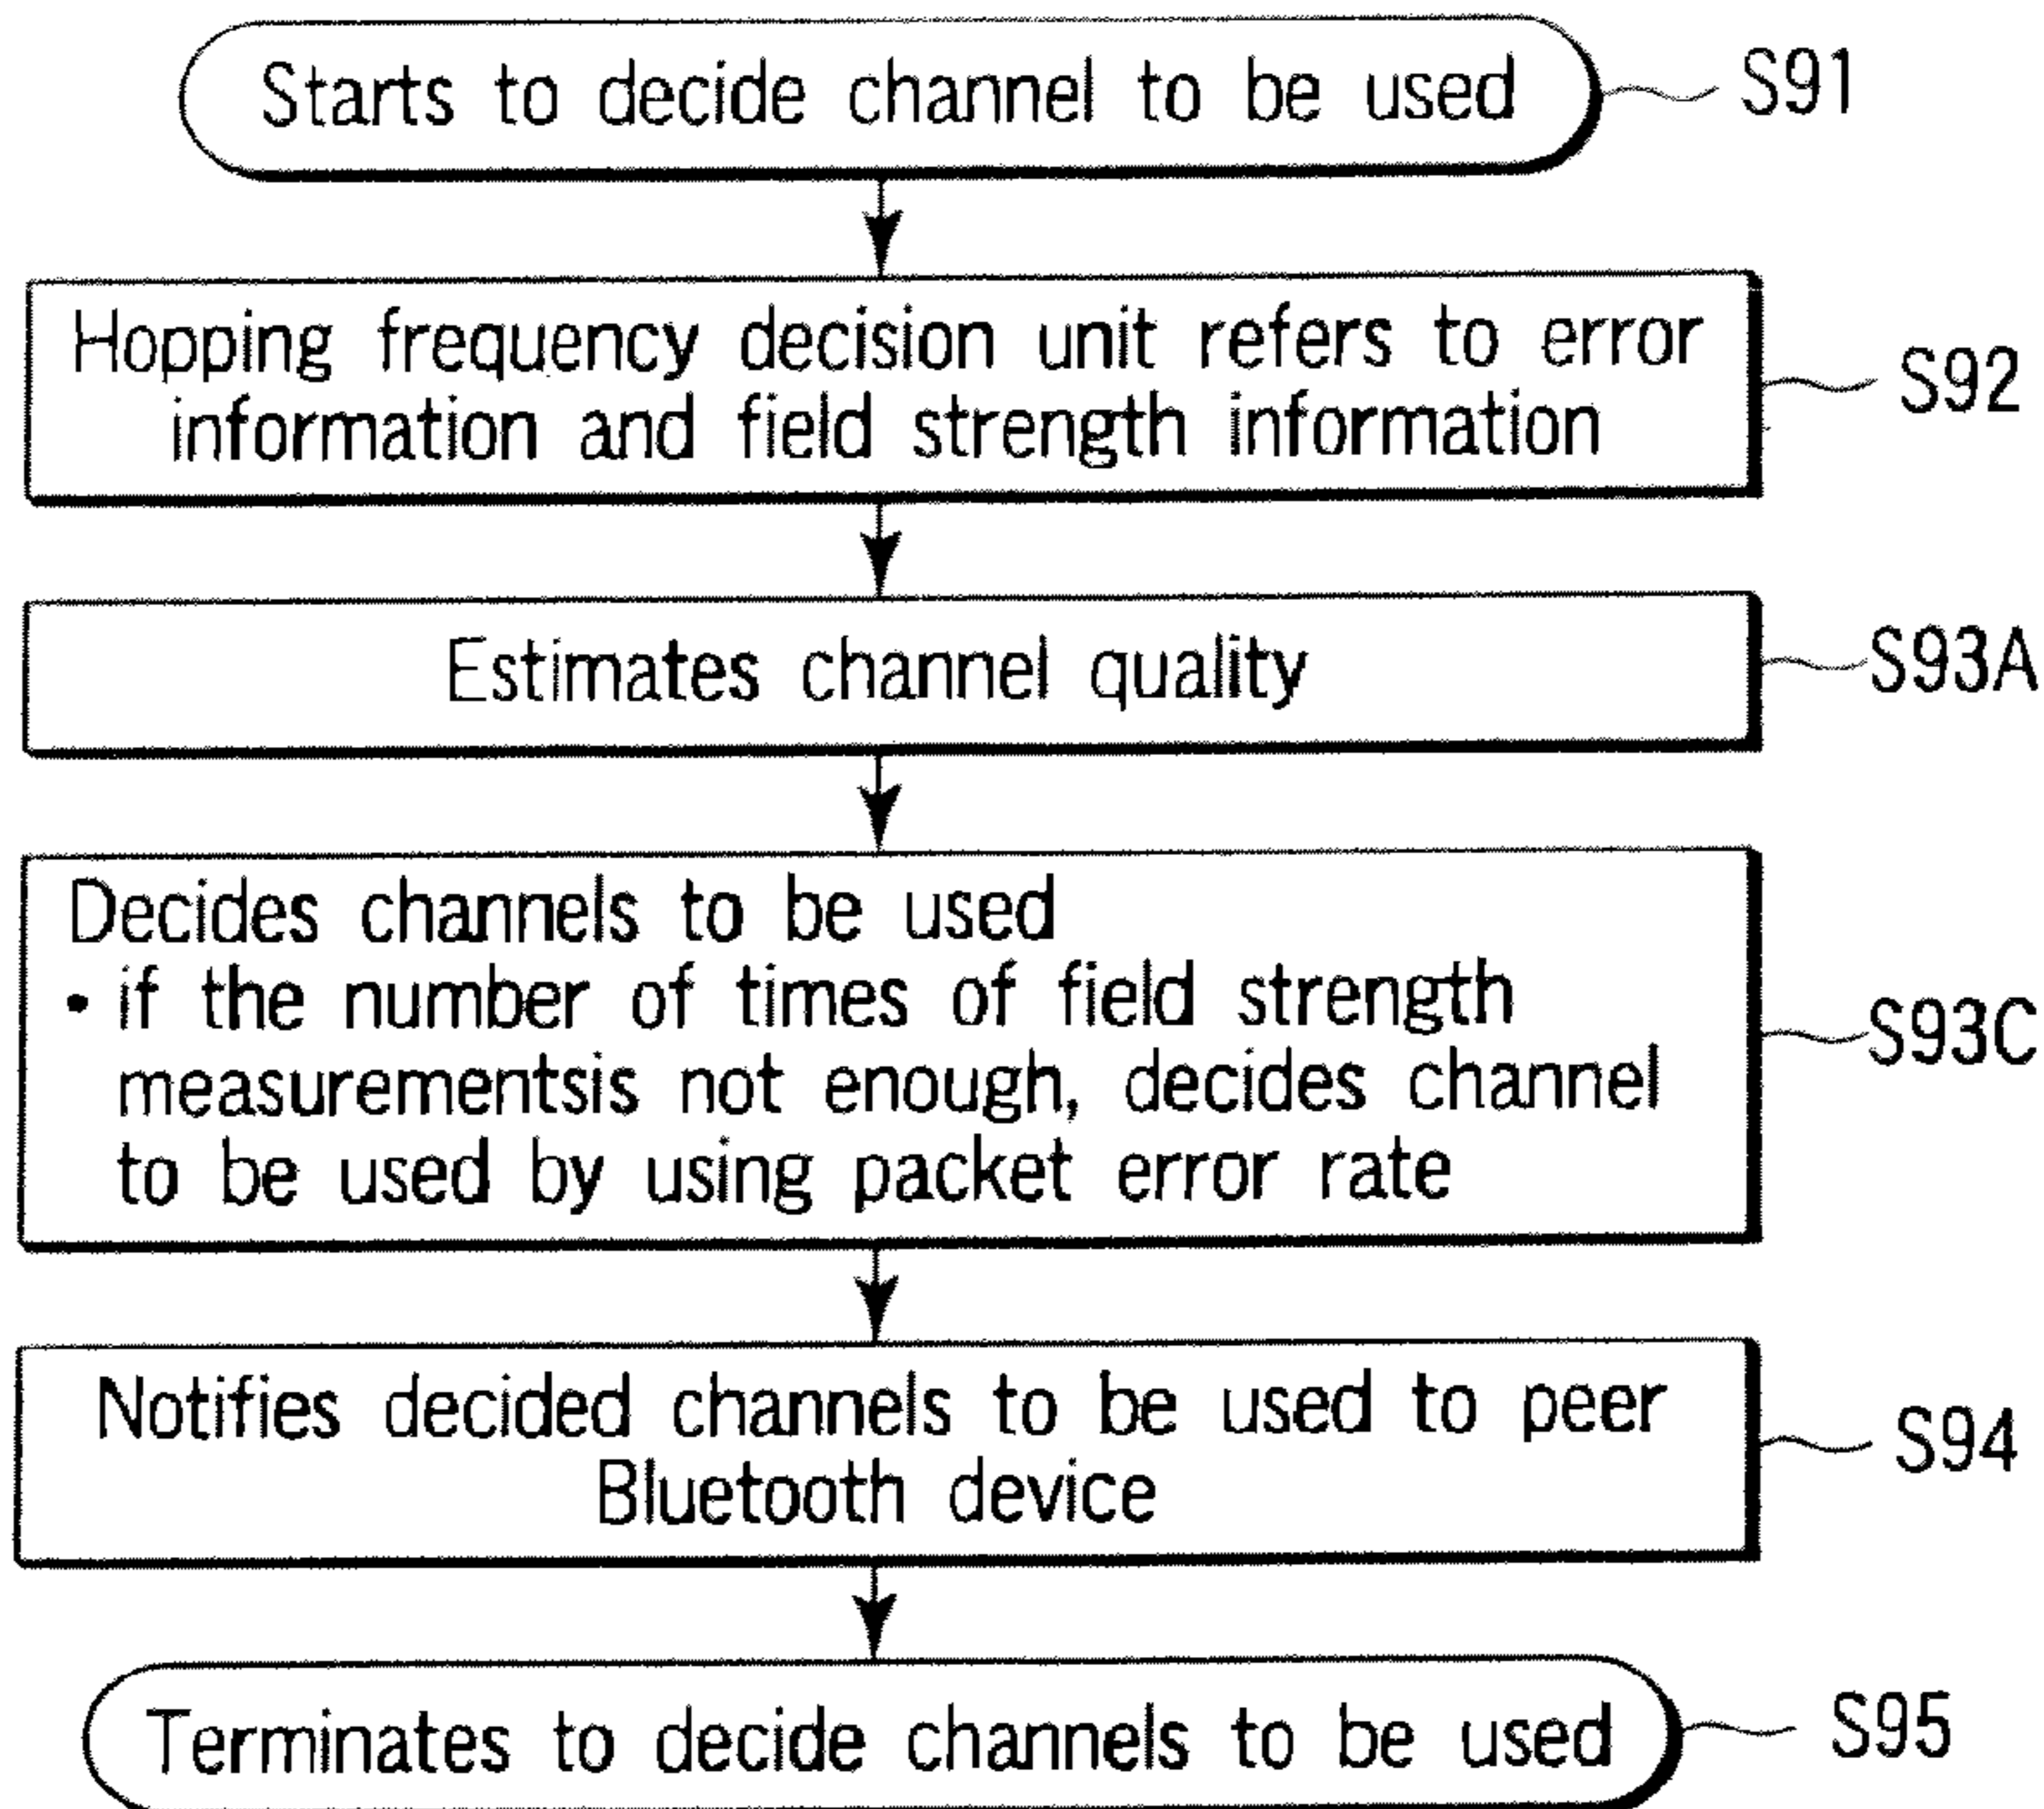 Starts to decide channel to be used
S91
Hopping frequency decision unit refers to error
information and field strength information
S92
Estimates channel quality
S93A
Decides channels to be used
• if the number of times of field strength
measurementsis not enough, decides channel
to be used by using packet error rate
S93C
Notifies decided channels to be used to peer
Bluetooth device
S94
Terminates to decide channels to be used
S95